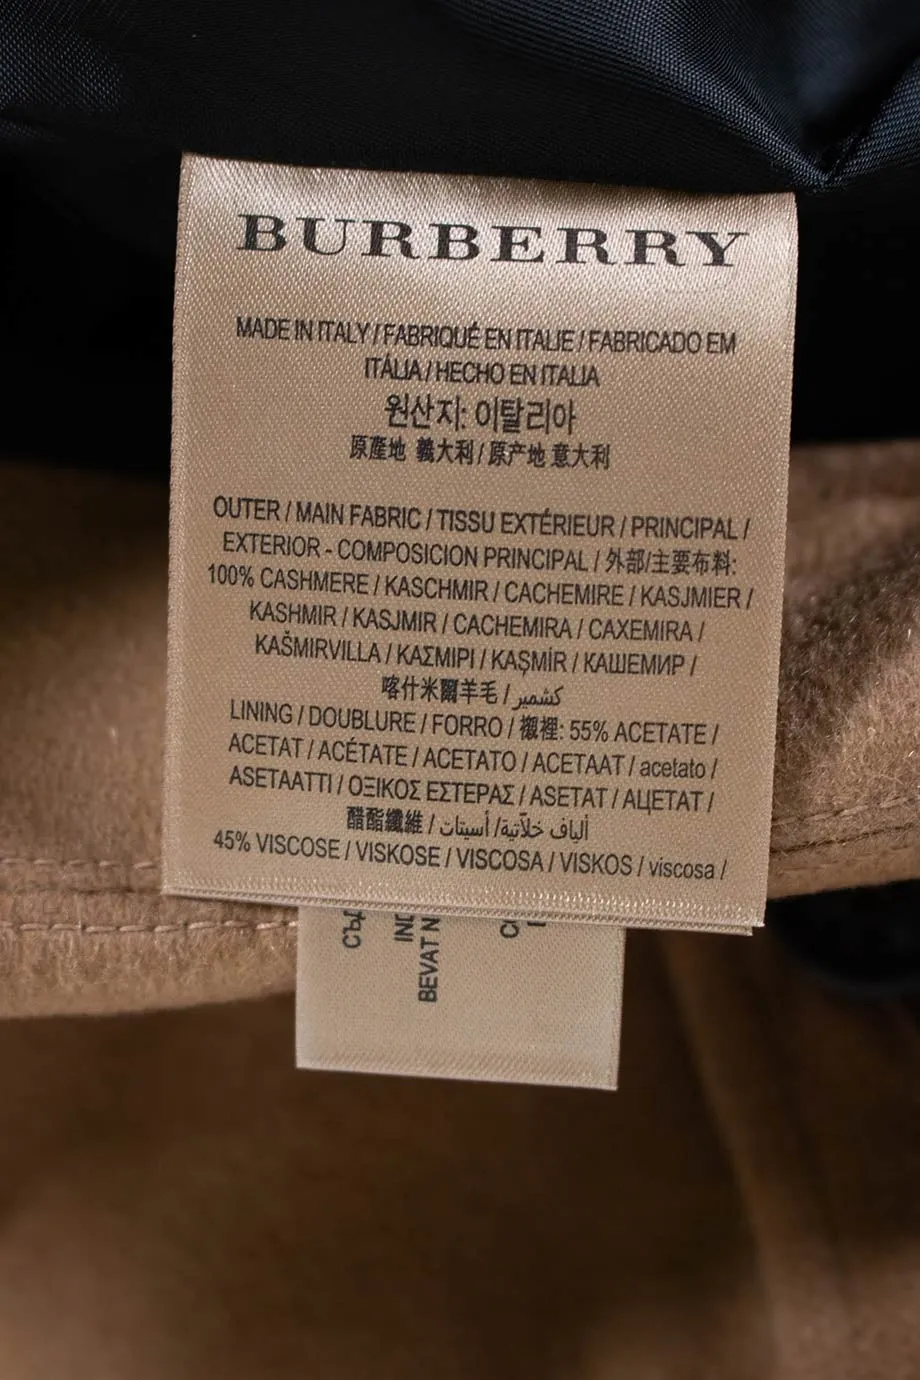 BURBERRY
MADE IN ITALY / FABRIQUÉ EN ITALIE / FABRICADO EM
ITÁLIA / HECHO EN ITALIA
원산지: 이탈리아
原產地 義大利 / 原产地 意大利
OUTER / MAIN FABRIC / TISSU EXTÉRIEUR / PRINCIPAL /
EXTERIOR - COMPOSICION PRINCIPAL / 外部/主要布料:
100% CASHMERE / KASCHMIR / CACHEMIRE / KASJMIER /
KASHMIR / KASJMIR / CACHEMIRA / CAXEMIRA /
KAŠMIRVILLA / ΚΑΣΜΙΡΙ / KAŞMİR / КАШЕМИР /
喀什米爾羊毛 / كشمير
LINING / DOUBLURE / FORRO / 襯裡: 55% ACETATE /
ACETAT / ACÉTATE / ACETATO / ACETAAT / acetato /
ASETAATTI / ΟΞΙΚΟΣ ΕΣΤΕΡΑΣ / ASETAT / АЦЕТАТ /
醋酯纖維 / ألياف خلاّتية/ أسيتات
45% VISCOSE / VISKOSE / VISCOSA / VISKOS / viscosa /
BEVAT N